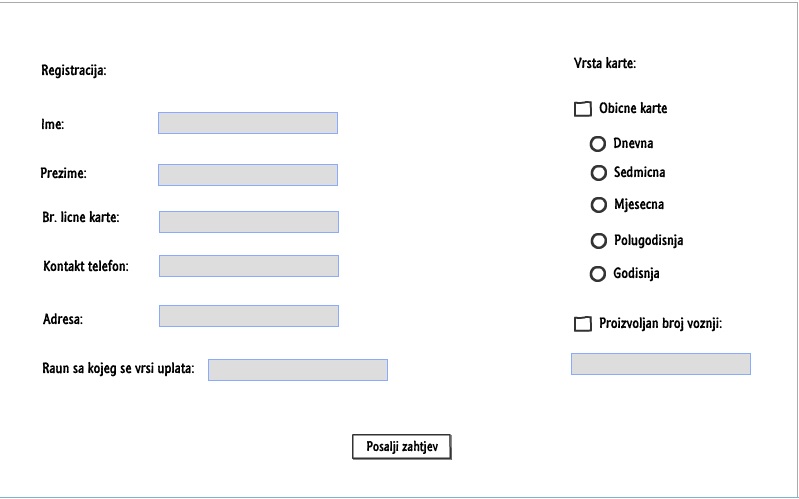 Registracija:
Ime:
Prezime:
Br. licne karte:
Kontakt telefon:
Adresa:
Raun sa kojeg se vrsi uplata:
Vrsta karte:
Obicne karte
Dnevna
Sedmicna
Mjesecna
Polugodisnja
Godisnja
Proizvoljan broj voznji:
Posalji zahtjev